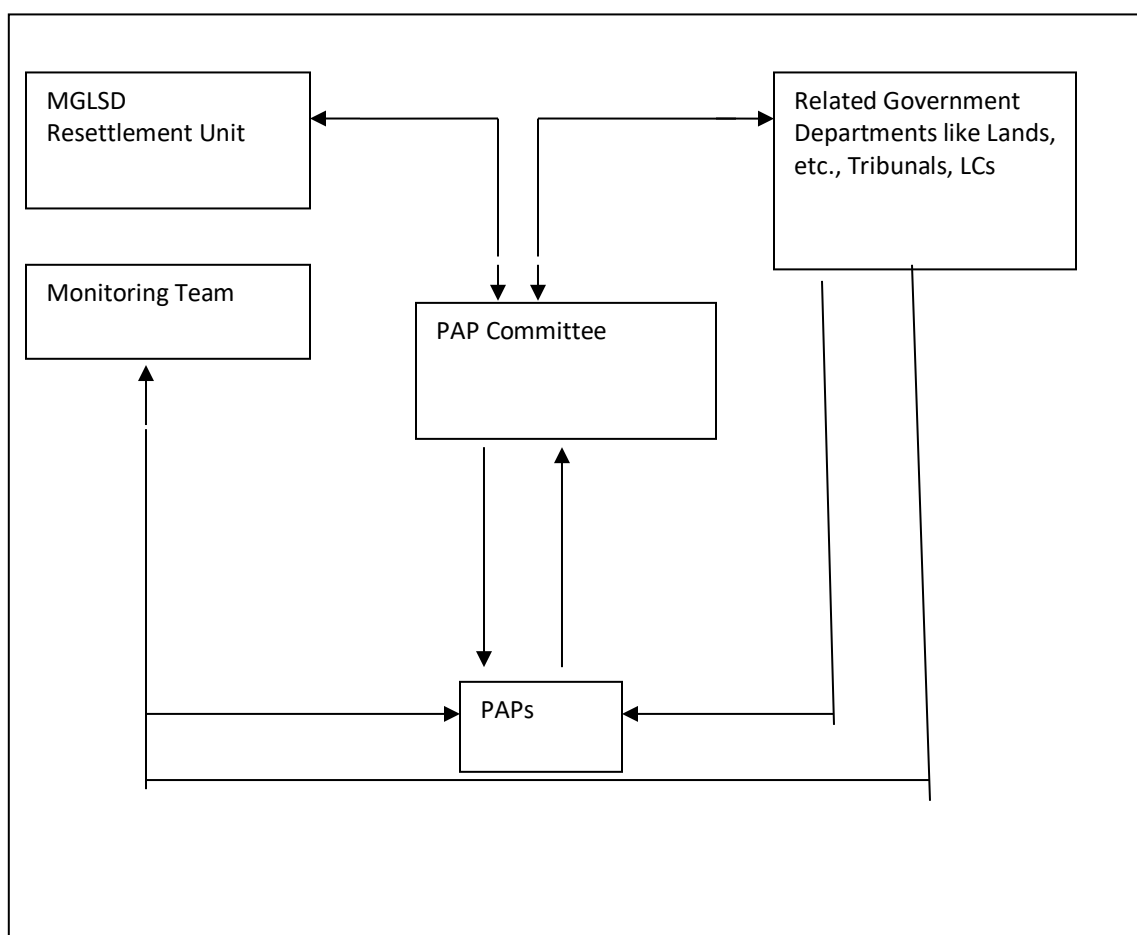 MGLSD
Resettlement Unit
Related Government
Departments like Lands,
etc., Tribunals, LCs
Monitoring Team
PAP Committee
PAPs